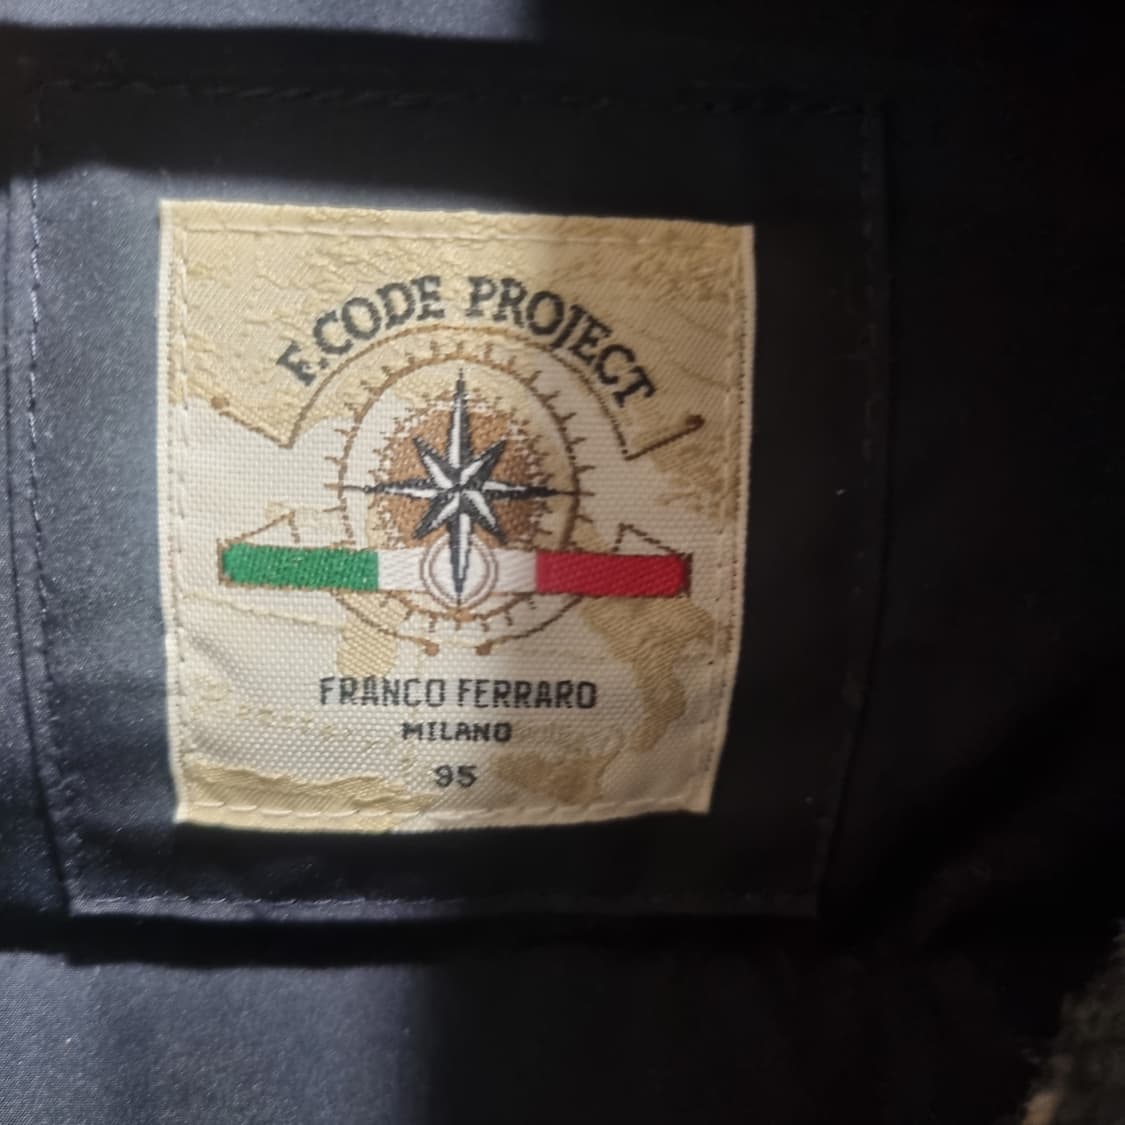 F.CODE PROJECT
FRANCO FERRARO
MILANO
95